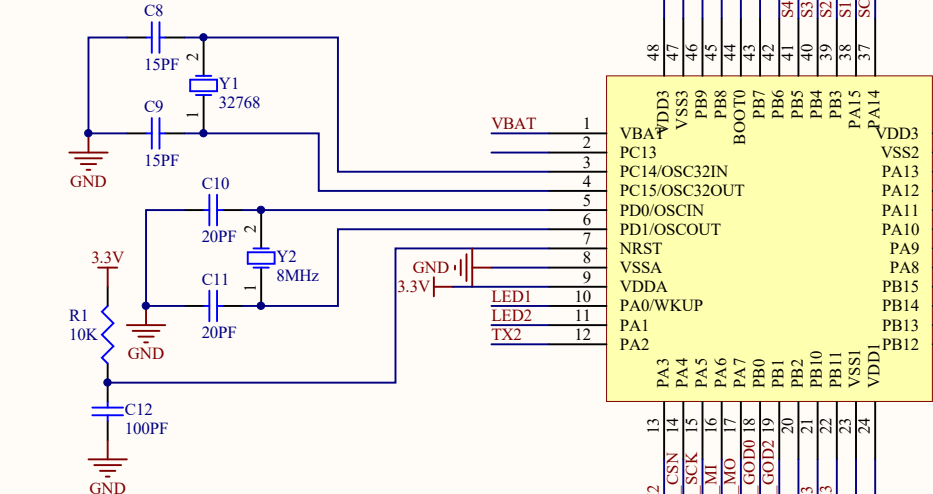 C8
15PF
2
Y1
32768
1
C9
15PF
GND
C10
20PF
2
Y2
8MHz
1
C11
20PF
GND
3.3V
R1
10K
C12
100PF
GND
VBAT
GND
3.3V
LED1
LED2
TX2
1 VBAT
2 PC13
3 PC14/OSC32IN
4 PC15/OSC32OUT
5 PD0/OSCIN
6 PD1/OSCOUT
7 NRST
8 VSSA
9 VDDA
10 PA0/WKUP
11 PA1
12 PA2
S4
S3
S2
S1
SC
48
47
46
45
44
43
42
41
40
39
38
37
VDD3
VSS3
PB9
PB8
BOOT0
PB7
PB6
PB5
PB4
PB3
PA15
PA14
VDD3
VSS2
PA13
PA12
PA11
PA10
PA9
PA8
PB15
PB14
PB13
PB12
PA3
PA4
PA5
PA6
PA7
PB0
PB1
PB2
PB10
PB11
VSS1
VDD1
13
14
15
16
17
18
19
20
21
22
23
24
2
CSN
SCK
MI
MO
GOD0
GOD2
3
3